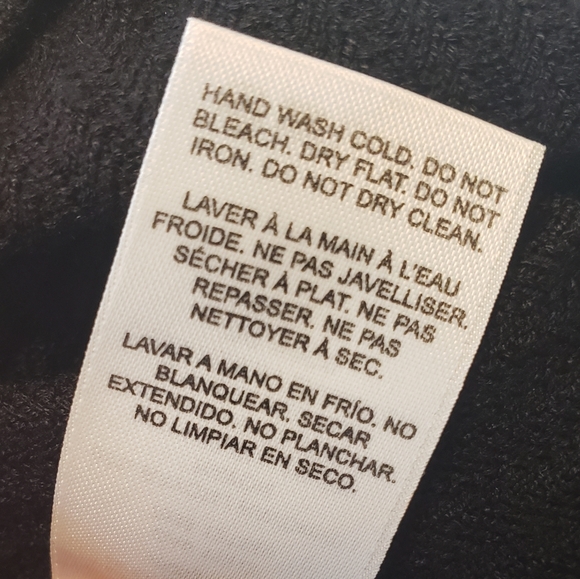 HAND WASH COLD. DO NOT
BLEACH. DRY FLAT. DO NOT
IRON. DO NOT DRY CLEAN.
LAVER À LA MAIN À L'EAU
FROIDE. NE PAS JAVELLISER.
SÉCHER À PLAT. NE PAS
REPASSER. NE PAS
NETTOYER À SEC.
LAVAR A MANO EN FRÍO. NO
BLANQUEAR. SECAR
EXTENDIDO. NO PLANCHAR.
NO LIMPIAR EN SECO.